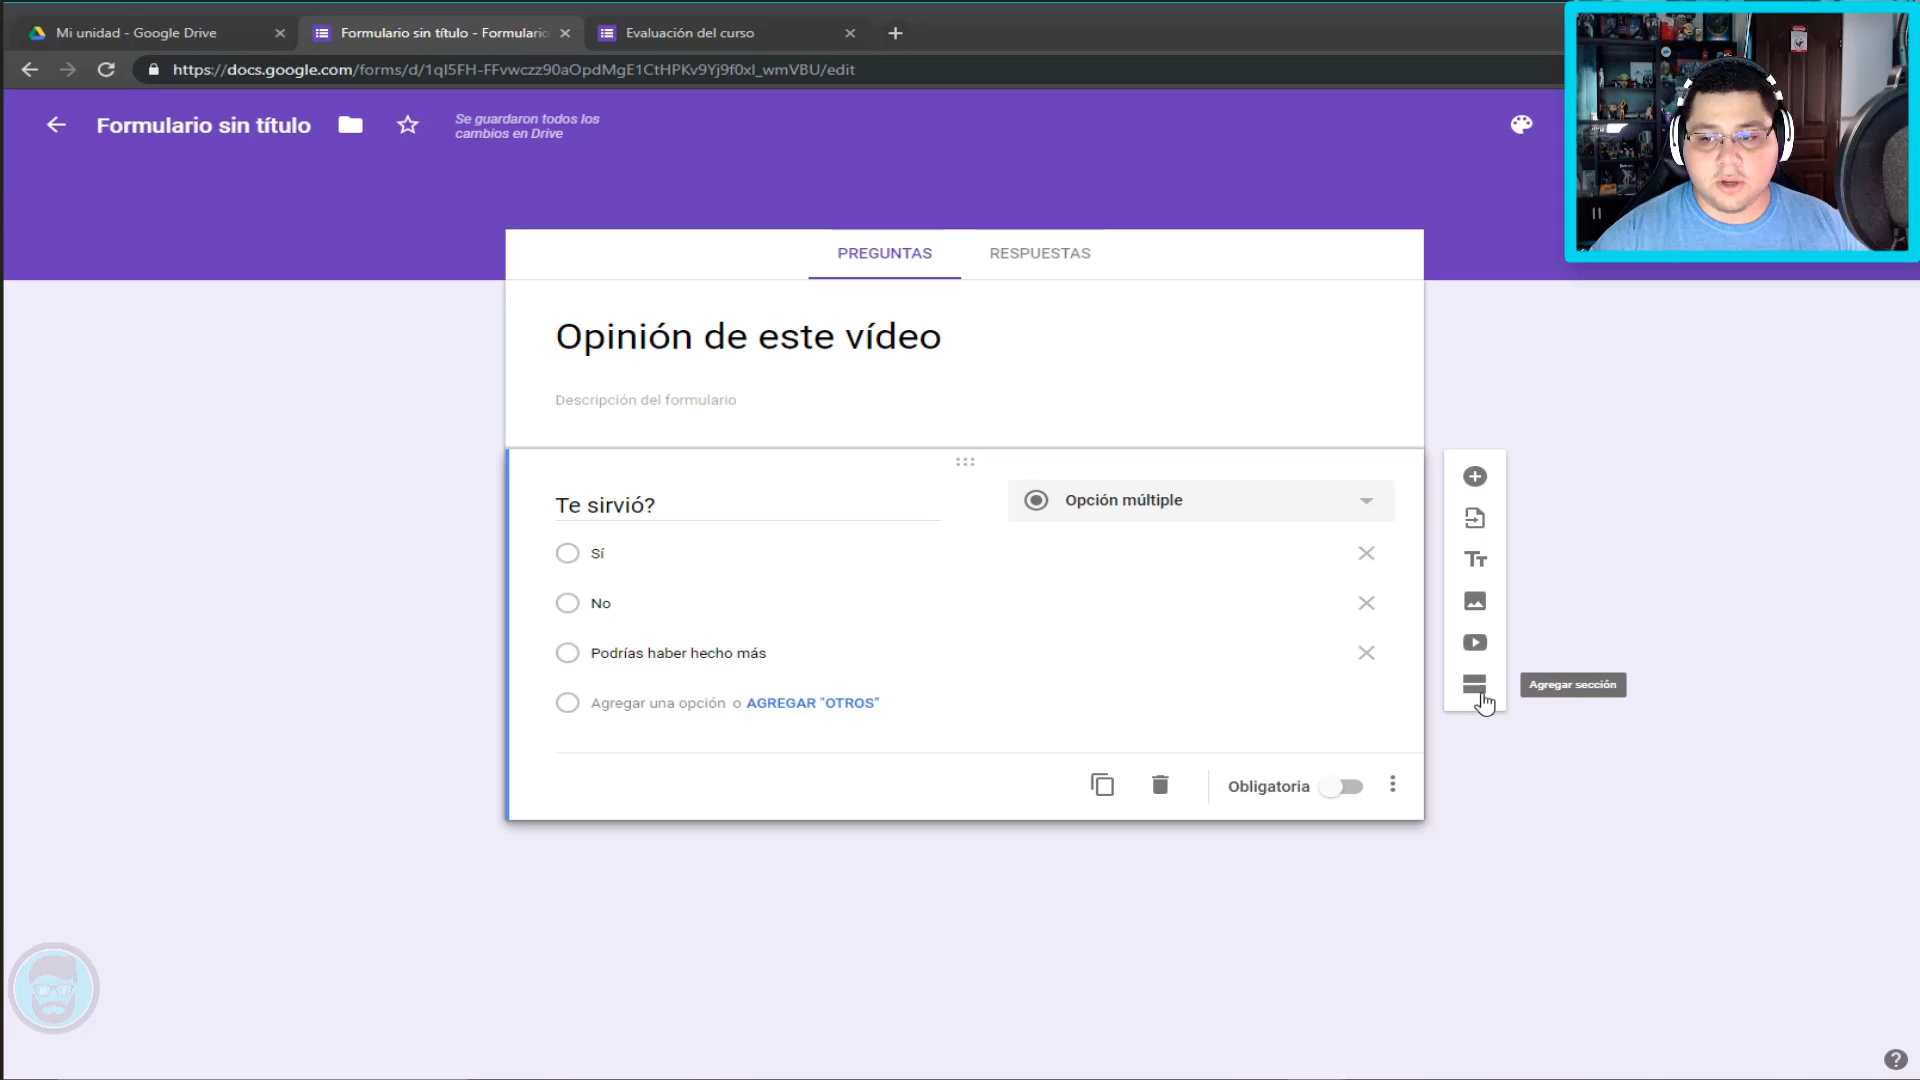 Mi unidad - Google Drive
Formulario sin título - Formulario
Evaluación del curso
https://docs.google.com/forms/d/1qI5FH-FFvwczz90aOpdMgE1CtHPKv9Yj9f0xI_wmVBU/edit
Formulario sin título
Se guardaron todos los
cambios en Drive
PREGUNTAS
RESPUESTAS
Opinión de este vídeo
Descripción del formulario
Te sirvió?
Opción múltiple
Sí
No
Podrías haber hecho más
Agregar una opción o AGREGAR "OTROS"
Agregar sección
Obligatoria